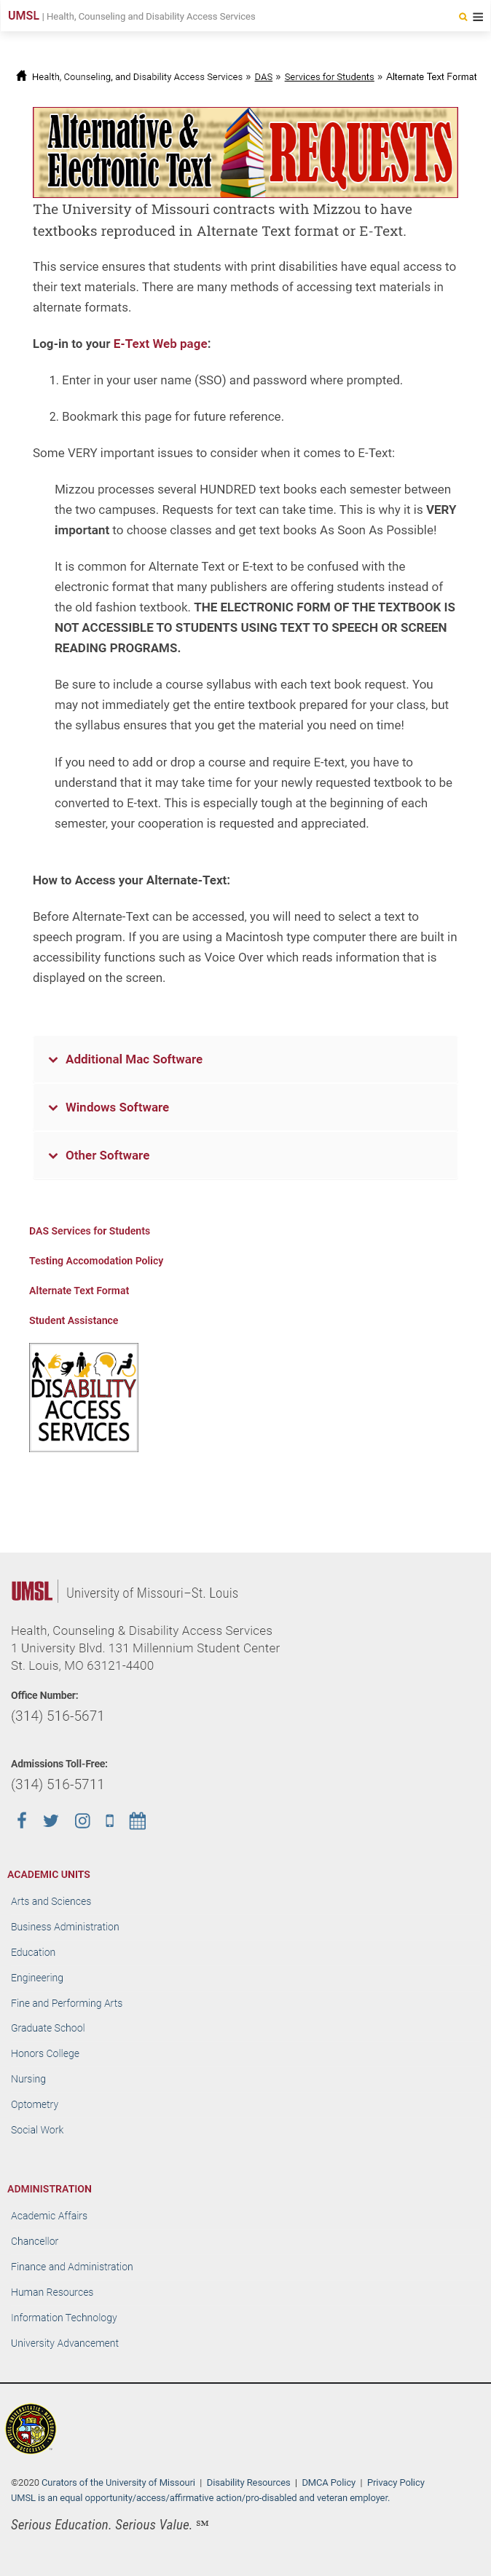 UMSL | Health, Counseling and Disability Access Services
Health, Counseling, and Disability Access Services » DAS » Services for Students » Alternate Text Format
Alternative &
Electronic Text REQUESTS
The University of Missouri contracts with Mizzou to have
textbooks reproduced in Alternate Text format or E-Text.
This service ensures that students with print disabilities have equal access to
their text materials. There are many methods of accessing text materials in
alternate formats.
Log-in to your E-Text Web page:
1. Enter in your user name (SSO) and password where prompted.
2. Bookmark this page for future reference.
Some VERY important issues to consider when it comes to E-Text:
Mizzou processes several HUNDRED text books each semester between
the two campuses. Requests for text can take time. This is why it is VERY
important to choose classes and get text books As Soon As Possible!
It is common for Alternate Text or E-text to be confused with the
electronic format that many publishers are offering students instead of
the old fashion textbook. THE ELECTRONIC FORM OF THE TEXTBOOK IS
NOT ACCESSIBLE TO STUDENTS USING TEXT TO SPEECH OR SCREEN
READING PROGRAMS.
Be sure to include a course syllabus with each text book request. You
may not immediately get the entire textbook prepared for your class, but
the syllabus ensures that you get the material you need on time!
If you need to add or drop a course and require E-text, you have to
understand that it may take time for your newly requested textbook to be
converted to E-text. This is especially tough at the beginning of each
semester, your cooperation is requested and appreciated.
How to Access your Alternate-Text:
Before Alternate-Text can be accessed, you will need to select a text to
speech program. If you are using a Macintosh type computer there are built in
accessibility functions such as Voice Over which reads information that is
displayed on the screen.
Additional Mac Software
Windows Software
Other Software
DAS Services for Students
Testing Accomodation Policy
Alternate Text Format
Student Assistance
DISABILITY
ACCESS
SERVICES
UMSL | University of Missouri–St. Louis
Health, Counseling & Disability Access Services
1 University Blvd. 131 Millennium Student Center
St. Louis, MO 63121-4400
Office Number:
(314) 516-5671
Admissions Toll-Free:
(314) 516-5711
ACADEMIC UNITS
Arts and Sciences
Business Administration
Education
Engineering
Fine and Performing Arts
Graduate School
Honors College
Nursing
Optometry
Social Work
ADMINISTRATION
Academic Affairs
Chancellor
Finance and Administration
Human Resources
Information Technology
University Advancement
©2020 Curators of the University of Missouri | Disability Resources | DMCA Policy | Privacy Policy
UMSL is an equal opportunity/access/affirmative action/pro-disabled and veteran employer.
Serious Education. Serious Value. ℠